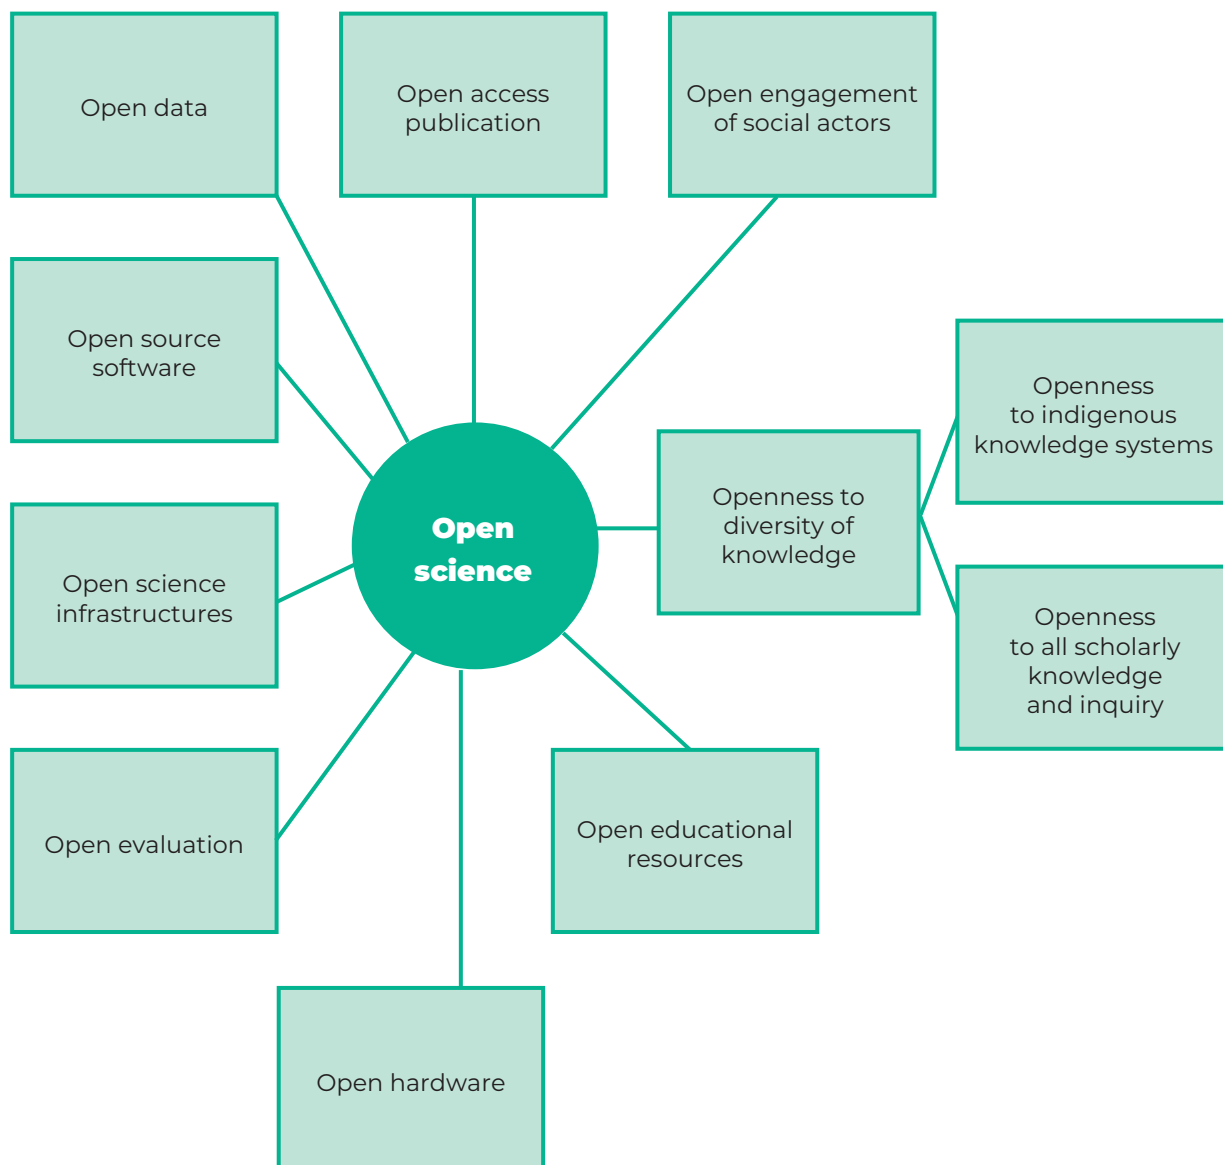 Open data
Open access
publication
Open engagement
of social actors
Open source
software
Openness
to indigenous
knowledge systems
Openness to
diversity of
knowledge
Open
science
Open science
infrastructures
Openness
to all scholarly
knowledge
and inquiry
Open evaluation
Open educational
resources
Open hardware